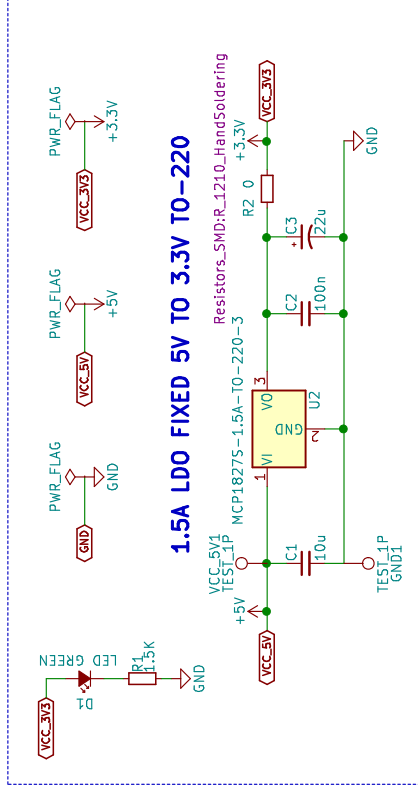 1.5A LDO FIXED 5V TO 3.3V TO-220
VCC_3V3
LED GREEN
D1
R1
1.5K
GND
GND
PWR_FLAG
GND
VCC_5V
PWR_FLAG
+5V
VCC_3V3
PWR_FLAG
+3.3V
VCC_5V
+5V
VCC_5V1
TEST_1P
C1
10u
TEST_1P
GND1
MCP1827S-1.5A-TO-220-3
1
VI
GND
2
VO
3
U2
C2
100n
C3
22u
R2
0
Resistors_SMD:R_1210_HandSoldering
+3.3V
VCC_3V3
GND